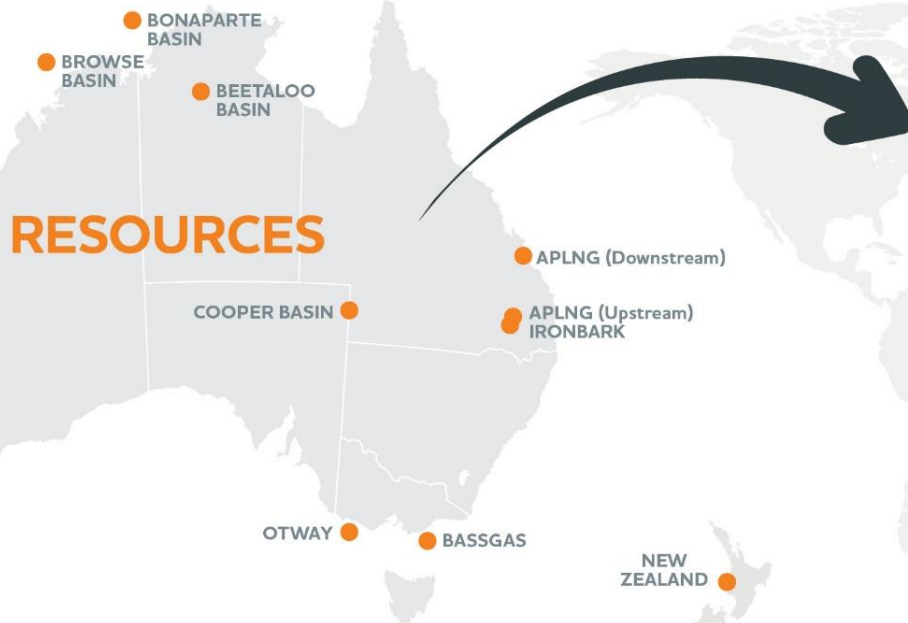 BONAPARTE
BASIN
BROWSE
BASIN
BEETALOO
BASIN
RESOURCES
APLNG (Downstream)
COOPER BASIN
APLNG (Upstream)
IRONBARK
OTWAY
BASSGAS
NEW
ZEALAND